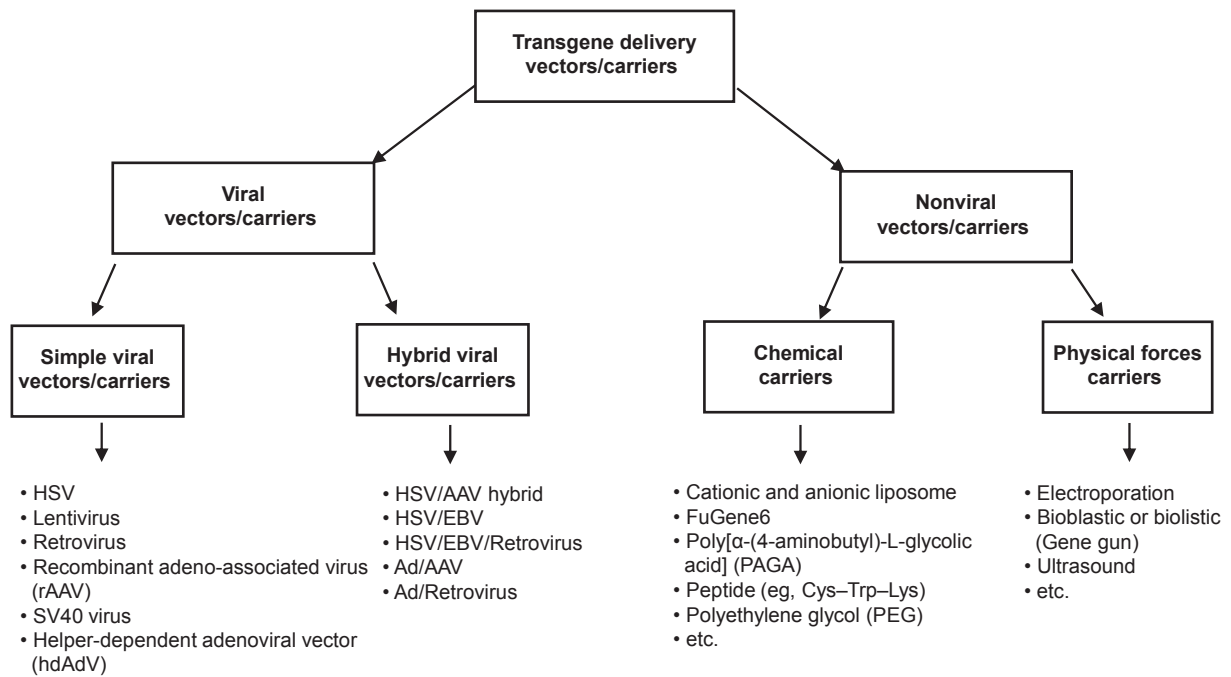 Transgene delivery
vectors/carriers
Viral
vectors/carriers
Nonviral
vectors/carriers
Simple viral
vectors/carriers
Hybrid viral
vectors/carriers
Chemical
carriers
Physical forces
carriers
• HSV
• Lentivirus
• Retrovirus
• Recombinant adeno-associated virus
(rAAV)
• SV40 virus
• Helper-dependent adenoviral vector
(hdAdV)
• HSV/AAV hybrid
• HSV/EBV
• HSV/EBV/Retrovirus
• Ad/AAV
• Ad/Retrovirus
• Cationic and anionic liposome
• FuGene6
• Poly[α-(4-aminobutyl)-L-glycolic
acid] (PAGA)
• Peptide (eg, Cys–Trp–Lys)
• Polyethylene glycol (PEG)
• etc.
• Electroporation
• Bioblastic or biolistic
(Gene gun)
• Ultrasound
• etc.